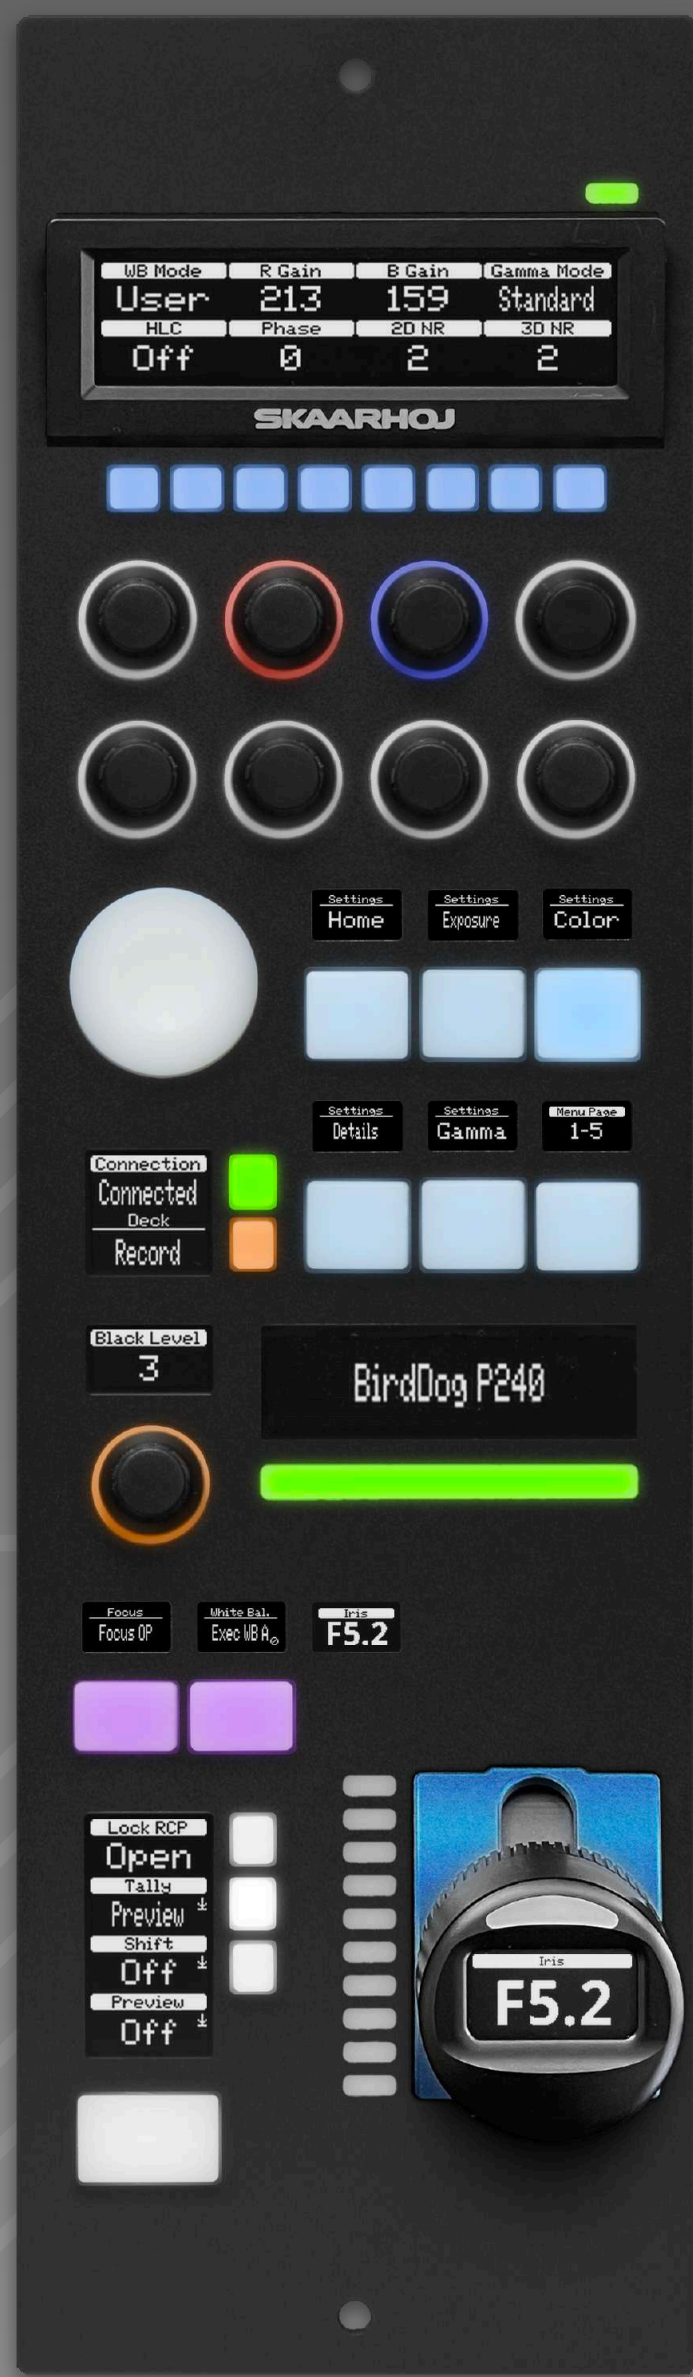 WB Mode R Gain B Gain Gamma Mode
User 213 159 Standard
HLC Phase 2D NR 3D NR
Off 0 2 2
SKAARHOJ
Settings Settings Settings
Home Exposure Color
Settings Settings Menu Page
Details Gamma 1-5
Connection
Connected
Deck
Record
Black Level
3
BirdDog P240
Focus White Bal. Iris
Focus OP Exec WB A F5.2
Lock RCP
Open
Tally
Preview
Shift
Off
Preview
Off
Iris
F5.2